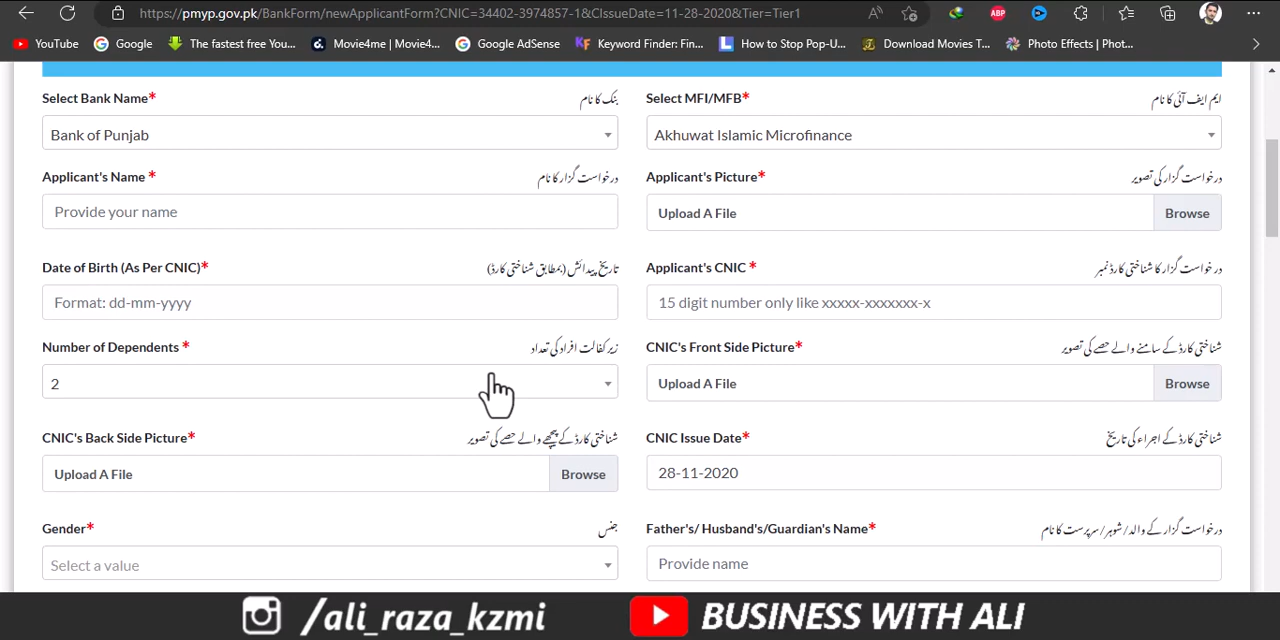 https://pmyp.gov.pk/BankForm/newApplicantForm?CNIC=34402-3974857-1&CIssueDate=11-28-2020&Tier=Tier1
YouTube Google The fastest free You... Movie4me | Movie4... Google AdSense Keyword Finder: Fin... How to Stop Pop-U... Download Movies T... Photo Effects | Phot...
Select Bank Name* بنک کا نام Select MFI/MFB* ایم ایف آئی کا نام
Bank of Punjab Akhuwat Islamic Microfinance
Applicant's Name * درخواست گزار کا نام Applicant's Picture* درخواست گزار کی تصویر
Provide your name Upload A File Browse
Date of Birth (As Per CNIC)* تاریخ پیدائش (بمطابق شناختی کارڈ) Applicant's CNIC * درخواست گزار کا شناختی کارڈ نمبر
Format: dd-mm-yyyy 15 digit number only like xxxxx-xxxxxxx-x
Number of Dependents * زیر کفالت افراد کی تعداد CNIC's Front Side Picture* شناختی کارڈ کے سامنے والے حصے کی تصویر
2 Upload A File Browse
CNIC's Back Side Picture* شناختی کارڈ کے پیچھے والے حصے کی تصویر CNIC Issue Date* شناختی کارڈ کے اجراء کی تاریخ
Upload A File Browse 28-11-2020
Gender* جنس Father's/ Husband's/Guardian's Name* درخواست گزار کے والد/شوہر/سرپرست کا نام
Select a value Provide name
/ali_raza_kzmi BUSINESS WITH ALI